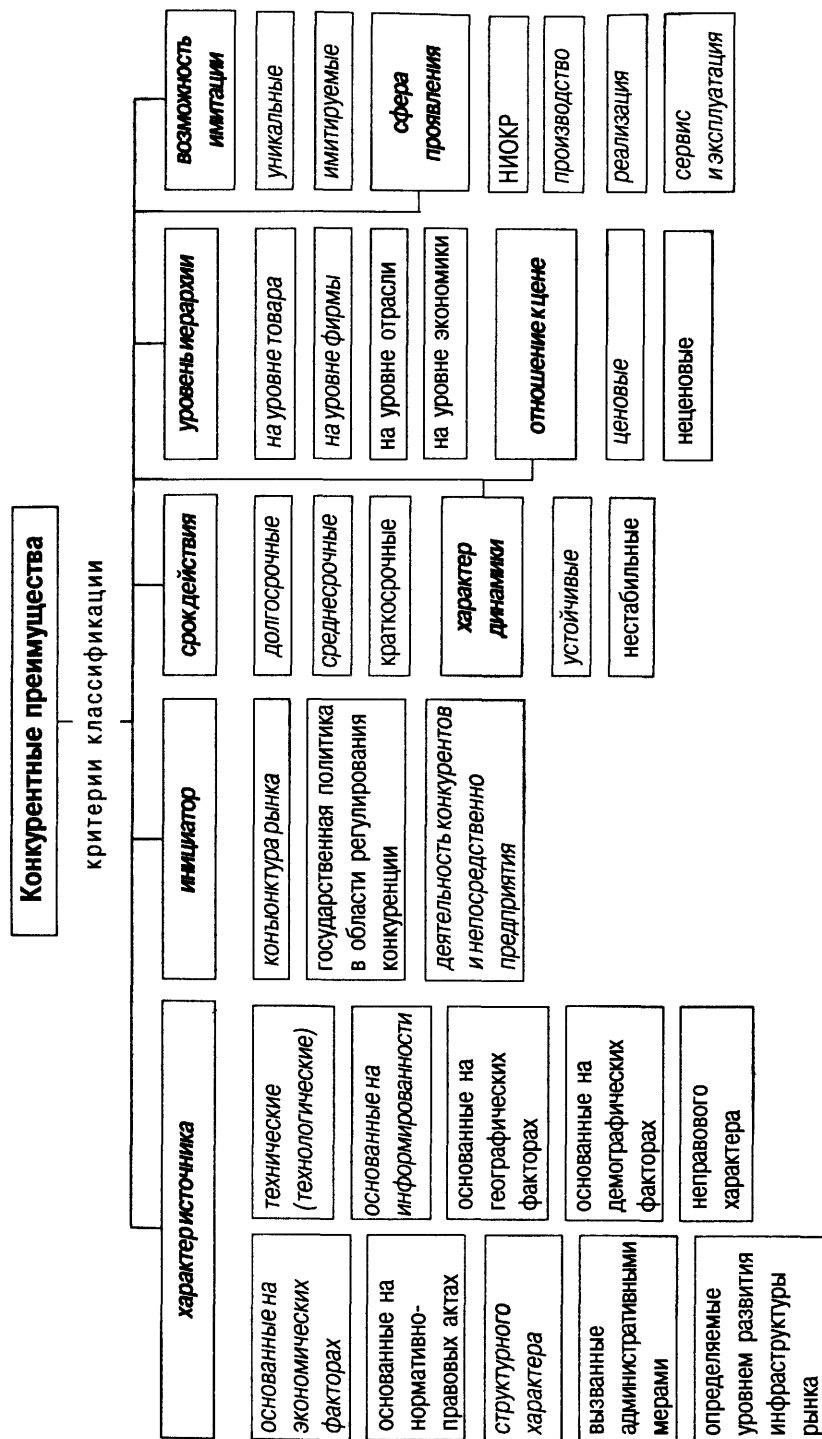 Конкурентные преимущества
критерии классификации
характер источника
основанные на
экономических
факторах
основанные на
нормативно-
правовых актах
структурного
характера
вызванные
административными
мерами
определяемые
уровнем развития
инфраструктуры
рынка
технические
(технологические)
основанные на
информированности
основанные на
географических
факторах
основанные на
демографических
факторах
неправового
характера
инициатор
конъюнктура рынка
государственная политика
в области регулирования
конкуренции
деятельность конкурентов
и непосредственно
предприятия
срок действия
долгосрочные
среднесрочные
краткосрочные
характер
динамики
устойчивые
нестабильные
уровень иерархии
на уровне товара
на уровне фирмы
на уровне отрасли
на уровне экономики
отношение к цене
ценовые
неценовые
возможность
имитации
уникальные
имитируемые
сфера
проявления
НИОКР
производство
реализация
сервис
и эксплуатация